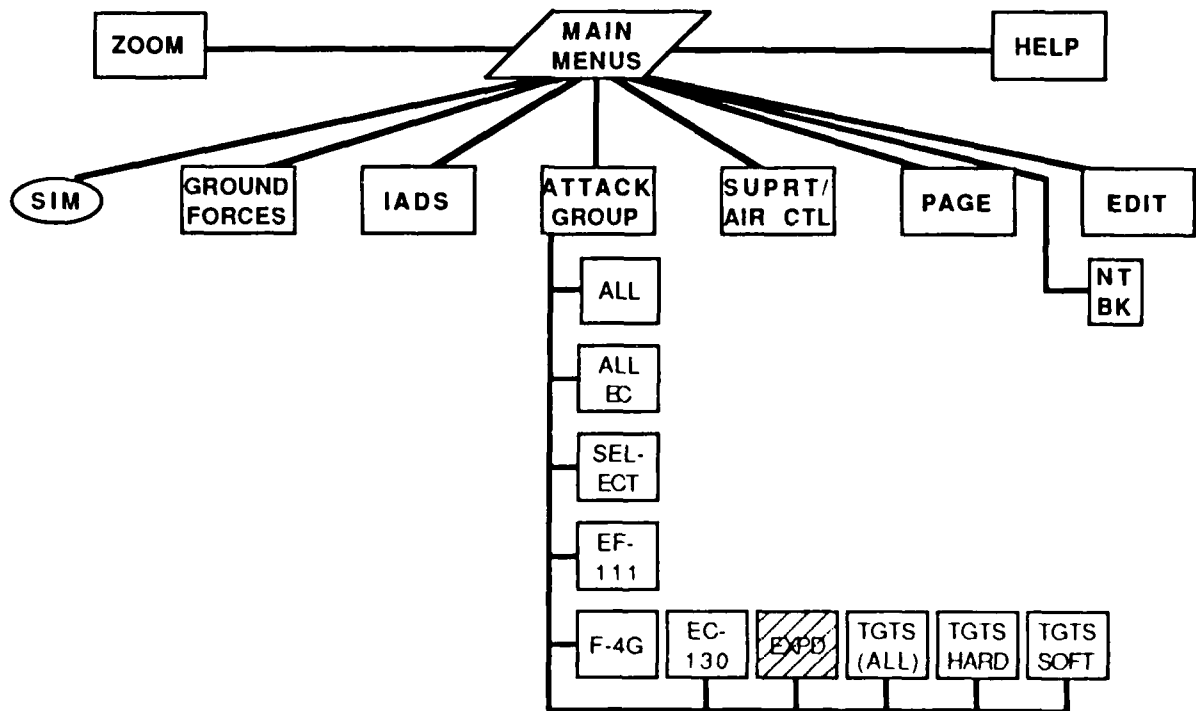 ZOOM
MAIN
MENUS
HELP
SIM
GROUND
FORCES
IADS
ATTACK
GROUP
SUPRT/
AIR CTL
PAGE
EDIT
NT
BK
ALL
ALL
EC
SEL-
ECT
EF-
111
F-4G
EC-
130
EXPD
TGTS
(ALL)
TGTS
HARD
TGTS
SOFT